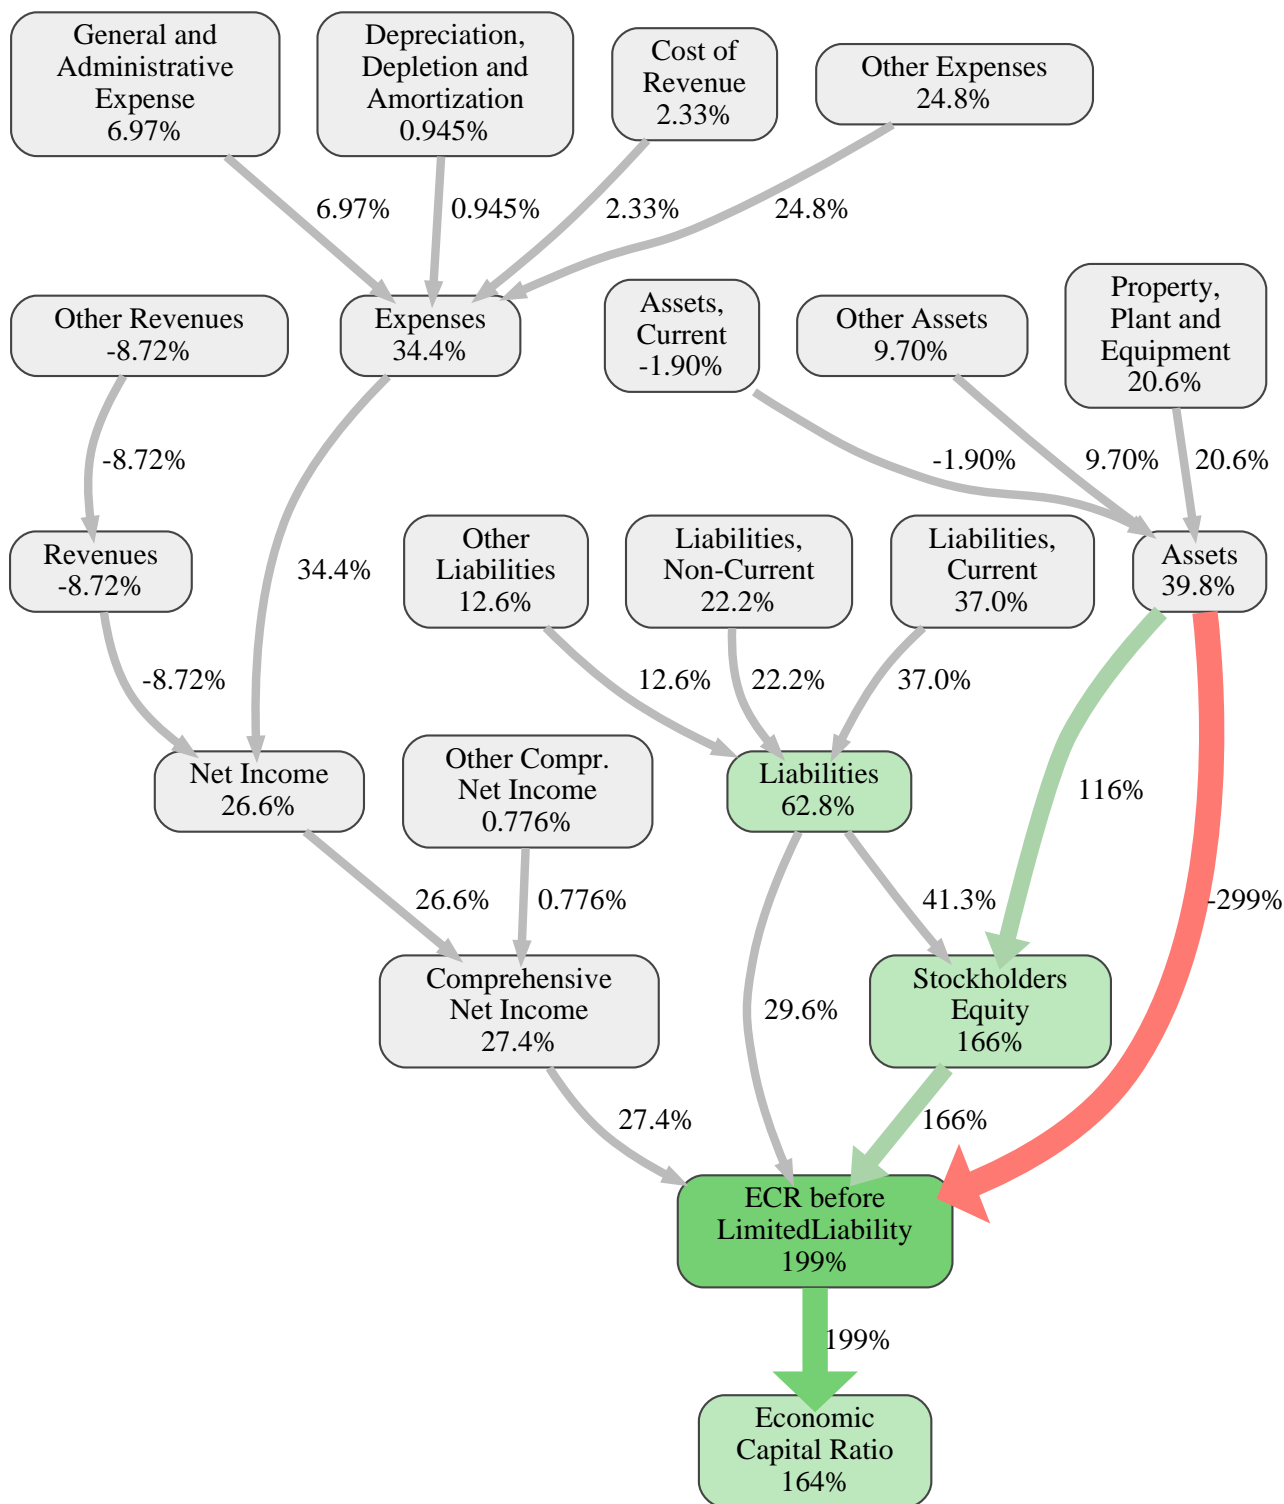 General and
Administrative
Expense
6.97%
Depreciation,
Depletion and
Amortization
0.945%
Cost of
Revenue
2.33%
Other Expenses
24.8%
6.97%
0.945%
2.33%
24.8%
Other Revenues
-8.72%
Expenses
34.4%
Assets,
Current
-1.90%
Other Assets
9.70%
Property,
Plant and
Equipment
20.6%
-8.72%
-1.90%
9.70%
20.6%
Revenues
-8.72%
34.4%
Other
Liabilities
12.6%
Liabilities,
Non-Current
22.2%
Liabilities,
Current
37.0%
Assets
39.8%
-8.72%
12.6%
22.2%
37.0%
Net Income
26.6%
Other Compr.
Net Income
0.776%
Liabilities
62.8%
116%
26.6%
0.776%
41.3%
-299%
Comprehensive
Net Income
27.4%
29.6%
Stockholders
Equity
166%
27.4%
166%
ECR before
LimitedLiability
199%
199%
Economic
Capital Ratio
164%